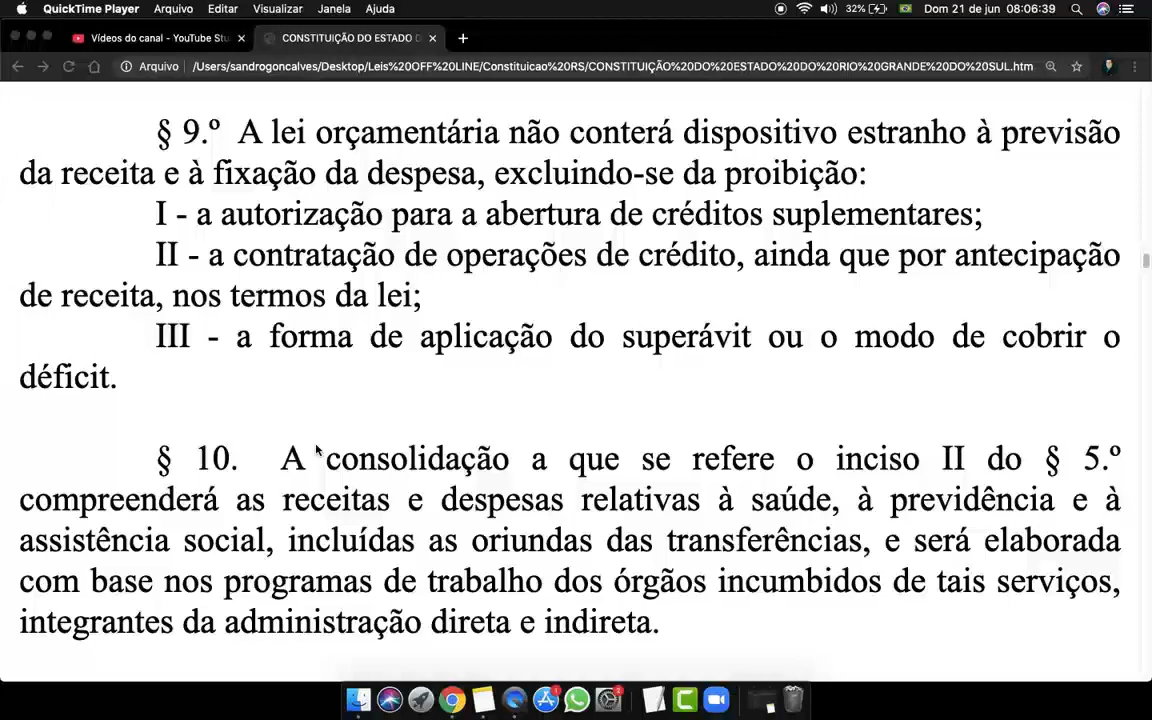 QuickTime Player Arquivo Editar Visualizar Janela Ajuda 32% Dom 21 de jun 08:06:39
Vídeos do canal - YouTube Stu × CONSTITUIÇÃO DO ESTADO D × +
Arquivo /Users/sandrogoncalves/Desktop/Leis%20OFF%20LINE/Constituicao%20RS/CONSTITUIÇÃO%20DO%20ESTADO%20DO%20RIO%20GRANDE%20DO%20SUL.htm
§ 9.º A lei orçamentária não conterá dispositivo estranho à previsão
da receita e à fixação da despesa, excluindo-se da proibição:
I - a autorização para a abertura de créditos suplementares;
II - a contratação de operações de crédito, ainda que por antecipação
de receita, nos termos da lei;
III - a forma de aplicação do superávit ou o modo de cobrir o
déficit.
§ 10. A consolidação a que se refere o inciso II do § 5.º
compreenderá as receitas e despesas relativas à saúde, à previdência e à
assistência social, incluídas as oriundas das transferências, e será elaborada
com base nos programas de trabalho dos órgãos incumbidos de tais serviços,
integrantes da administração direta e indireta.